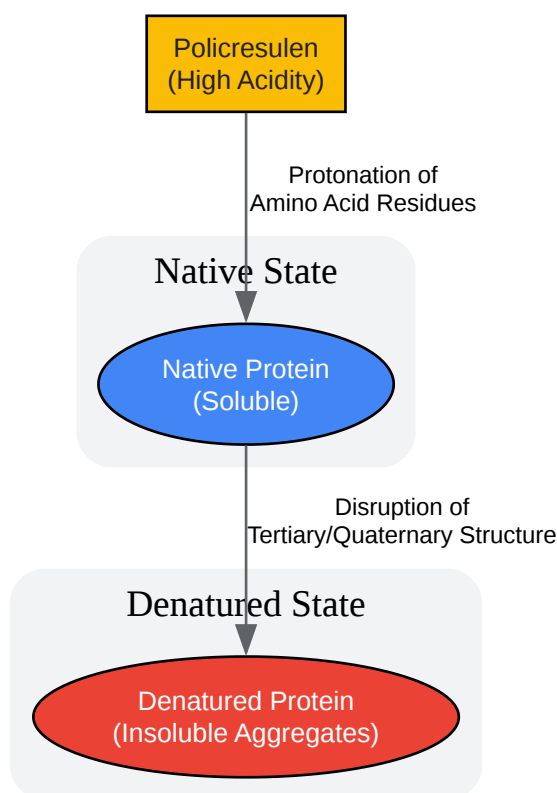 Policresulen
(High Acidity)
Protonation of
Amino Acid Residues
Native State
Native Protein
(Soluble)
Disruption of
Tertiary/Quaternary Structure
Denatured State
Denatured Protein
(Insoluble Aggregates)